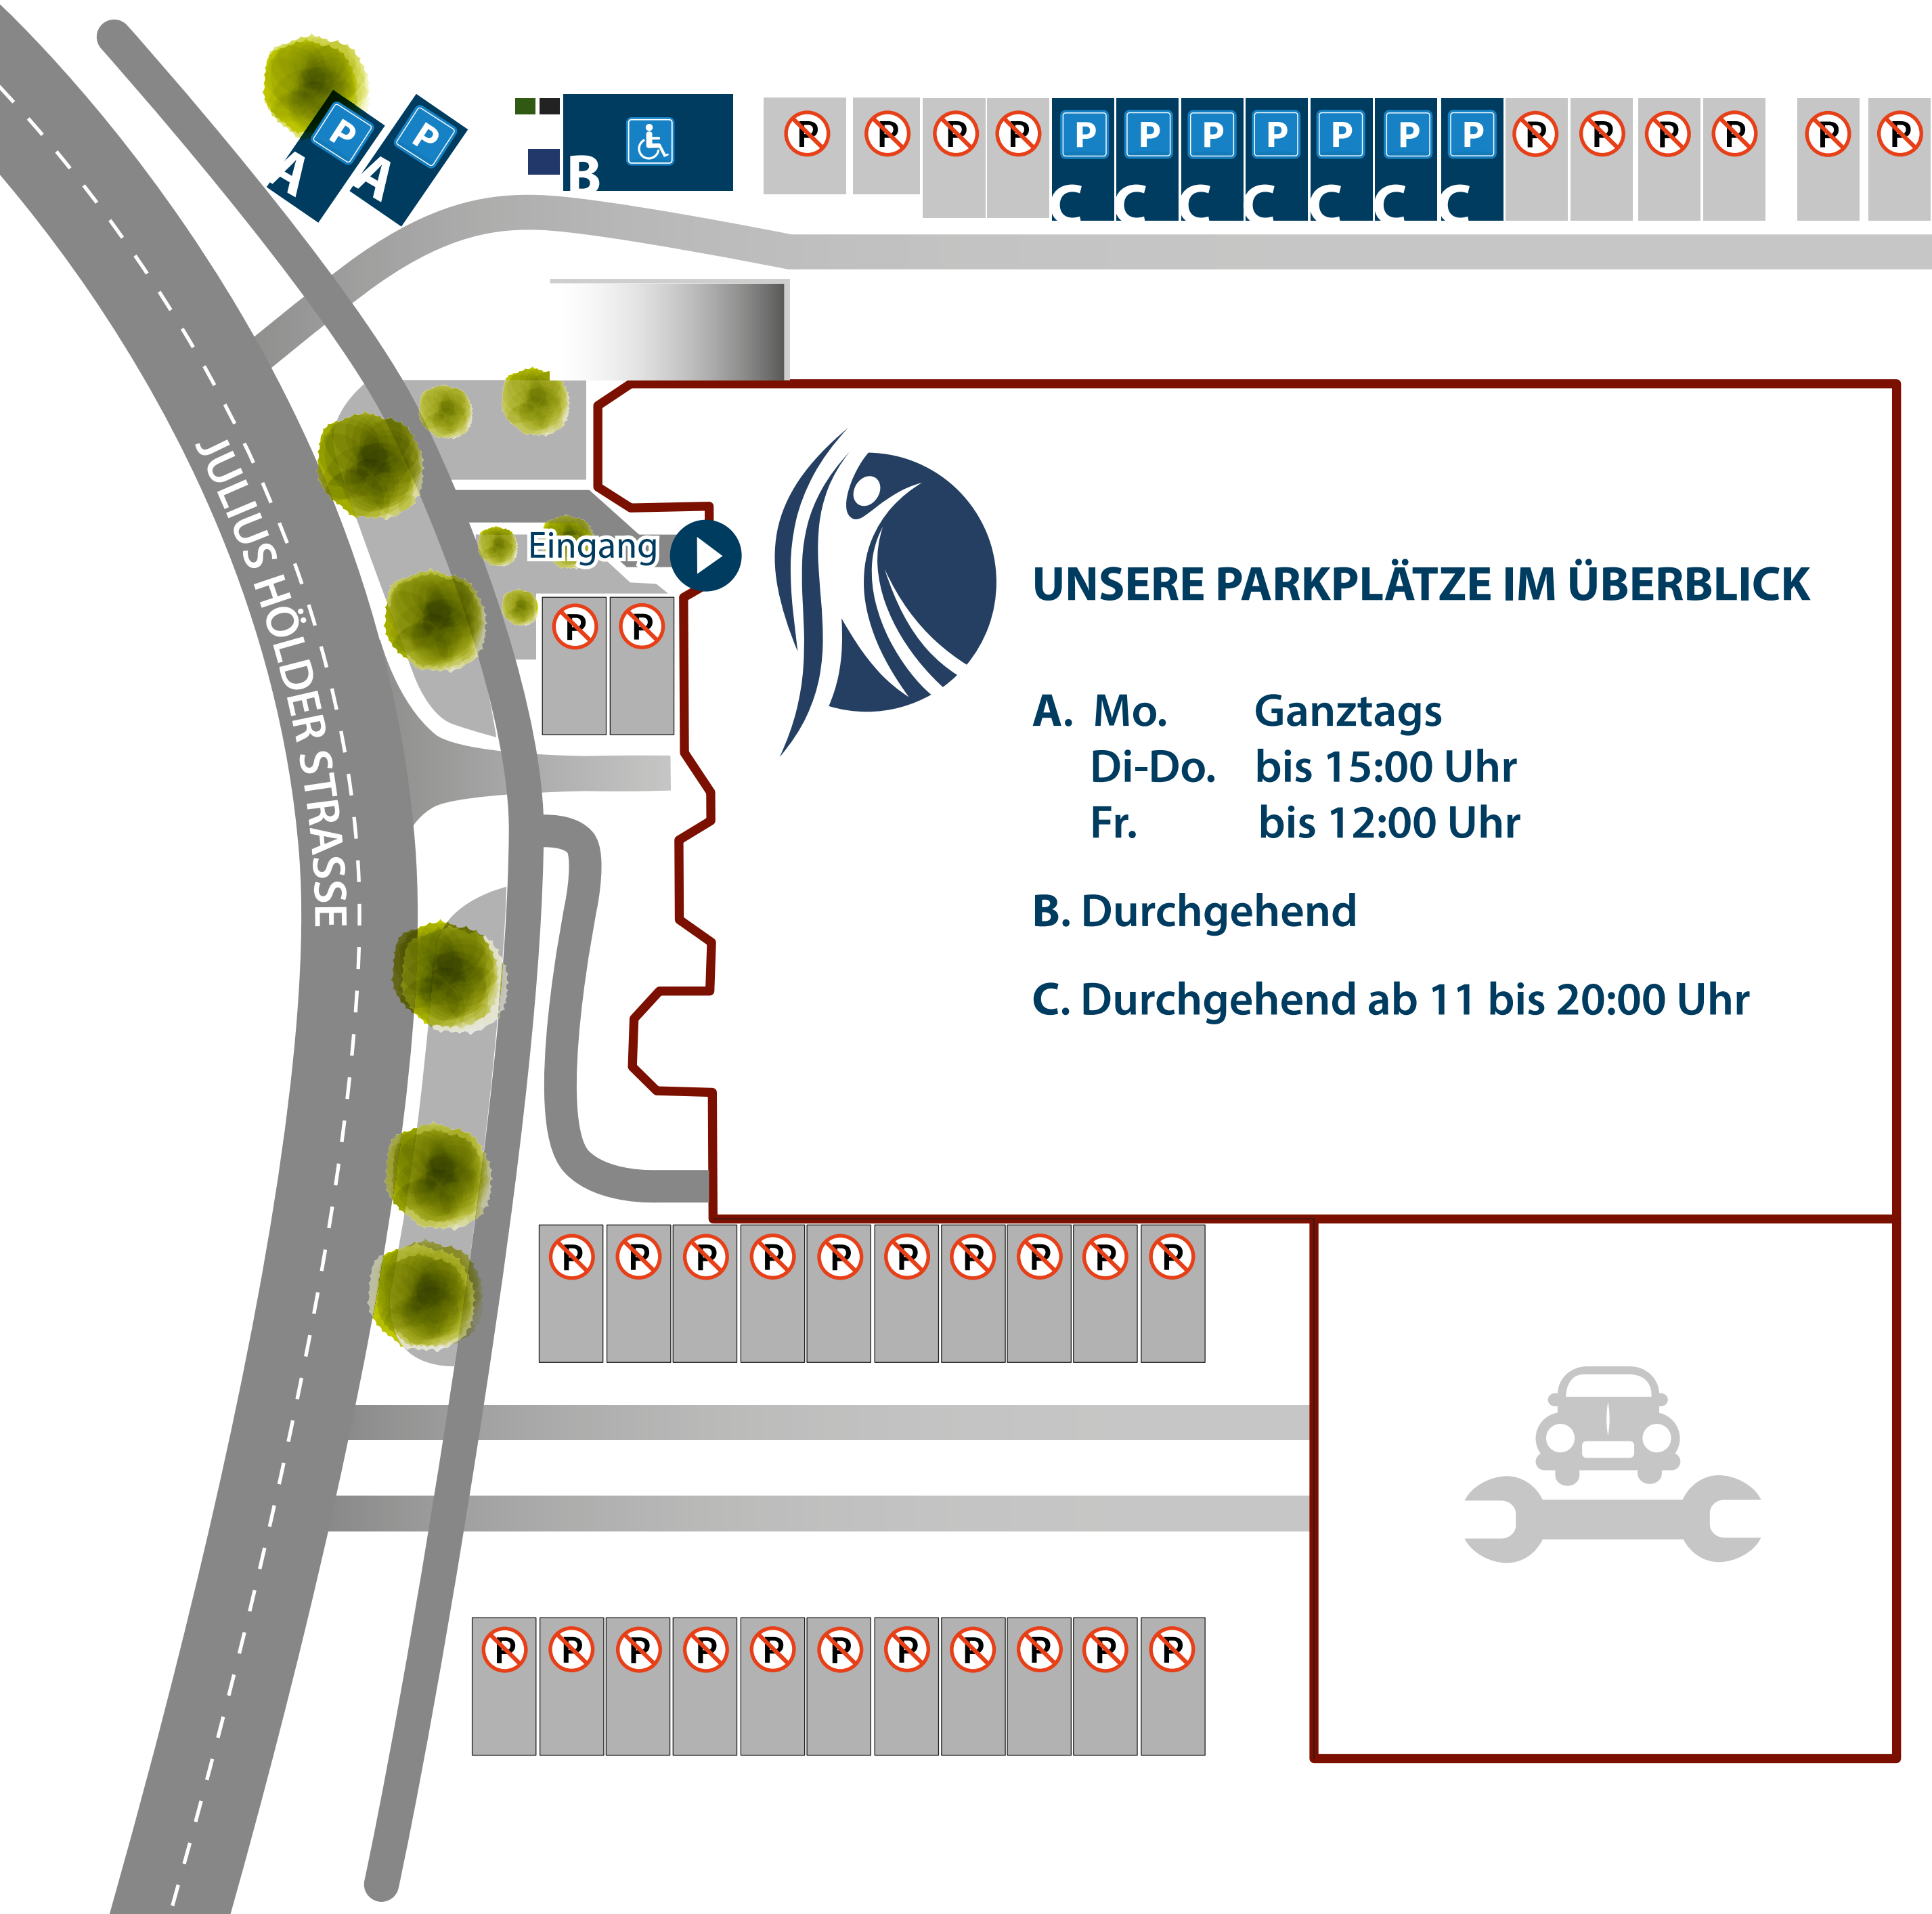 A A B C C C C C C C
P P P P P P P P P P P P P P P P P P P
JULIUS HÖLDER STRASSE
Eingang
P P
UNSERE PARKPLÄTZE IM ÜBERBLICK
A. Mo. Ganztags
Di-Do. bis 15:00 Uhr
Fr. bis 12:00 Uhr
B. Durchgehend
C. Durchgehend ab 11 bis 20:00 Uhr
P P P P P P P P P P
P P P P P P P P P P P